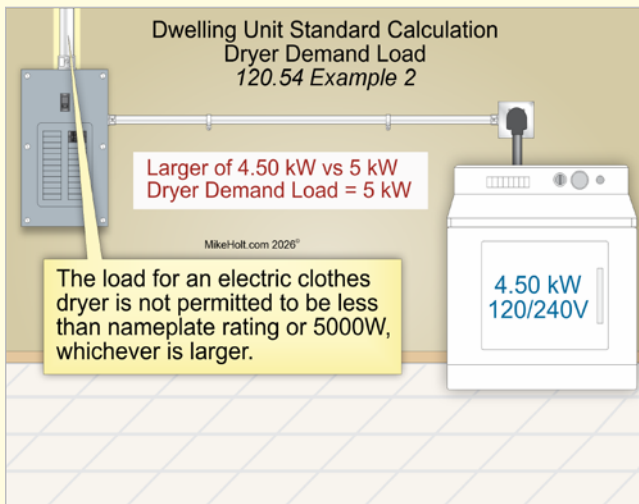 Dwelling Unit Standard Calculation
Dryer Demand Load
120.54 Example 2
Larger of 4.50 kW vs 5 kW
Dryer Demand Load = 5 kW
MikeHolt.com 2026©
The load for an electric clothes
dryer is not permitted to be less
than nameplate rating or 5000W,
whichever is larger.
4.50 kW
120/240V